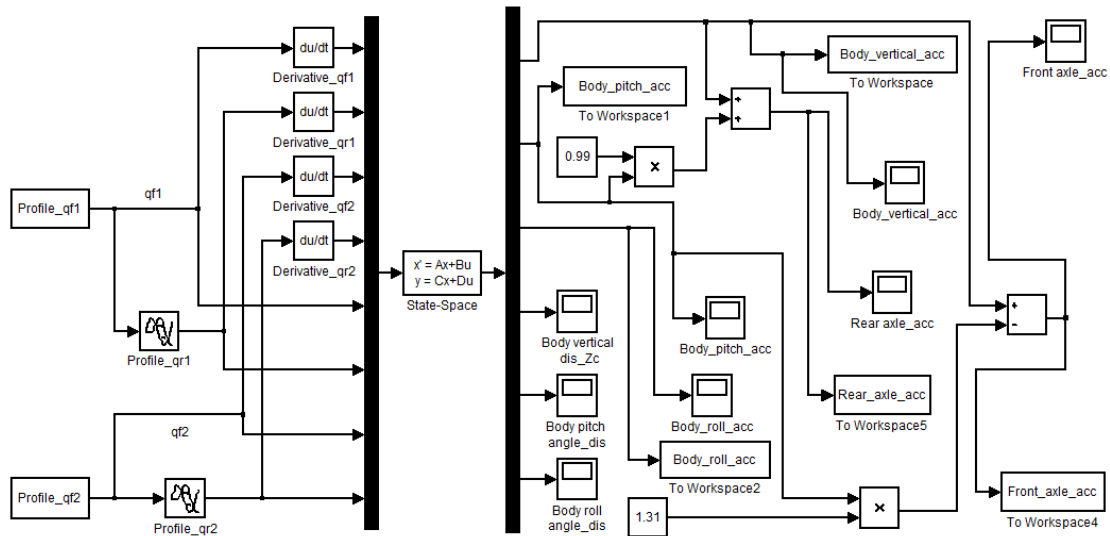 du/dt
Derivative_qf1
du/dt
Derivative_qr1
du/dt
Derivative_qf2
du/dt
Derivative_qr2
Profile_qf1
qf1
Profile_qr1
qf2
Profile_qf2
Profile_qr2
x' = Ax+Bu
y = Cx+Du
State-Space
Body_pitch_acc
To Workspace1
0.99
×
+
+
Body_vertical_acc
To Workspace
Front axle_acc
Body_vertical_acc
Rear axle_acc
Body vertical
dis_Zc
Body_pitch_acc
Body pitch
angle_dis
Body_roll_acc
Rear_axle_acc
To Workspace5
Body roll
angle_dis
Body_roll_acc
To Workspace2
1.31
×
+
−
Front_axle_acc
To Workspace4